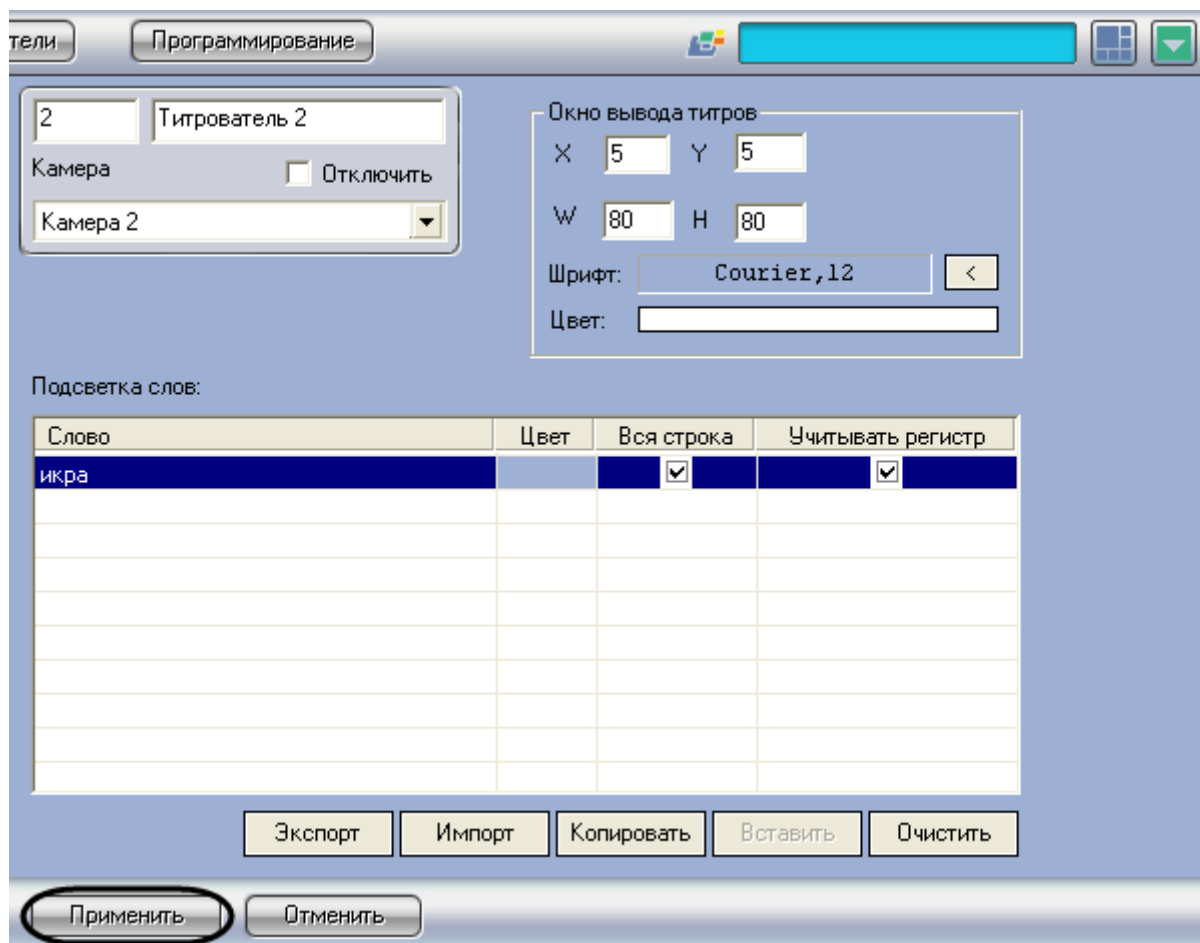 тели Программирование
2 Титрователь 2
Камера Отключить
Камера 2
Окно вывода титров
X 5 Y 5
W 80 H 80
Шрифт: Courier,12 <
Цвет:
Подсветка слов:
Слово Цвет Вся строка Учитывать регистр
икра
Экспорт Импорт Копировать Вставить Очистить
Применить Отменить